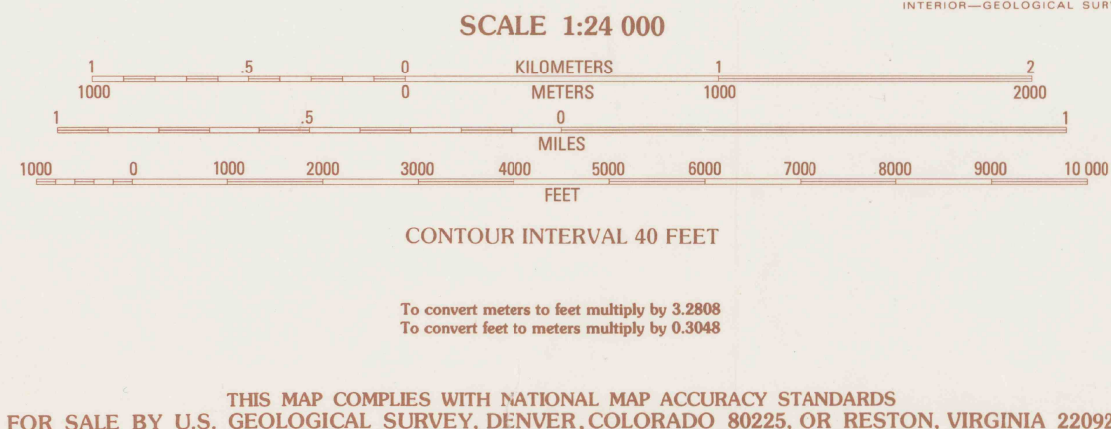 INTERIOR—GEOLOGICAL SURV
SCALE 1:24 000
1 .5 0 KILOMETERS 1 2
1000 0 METERS 1000 2000
1 .5 0 1
MILES
1000 0 1000 2000 3000 4000 5000 6000 7000 8000 9000 10 000
FEET
CONTOUR INTERVAL 40 FEET
To convert meters to feet multiply by 3.2808
To convert feet to meters multiply by 0.3048
THIS MAP COMPLIES WITH NATIONAL MAP ACCURACY STANDARDS
FOR SALE BY U.S. GEOLOGICAL SURVEY, DENVER, COLORADO 80225, OR RESTON, VIRGINIA 22092